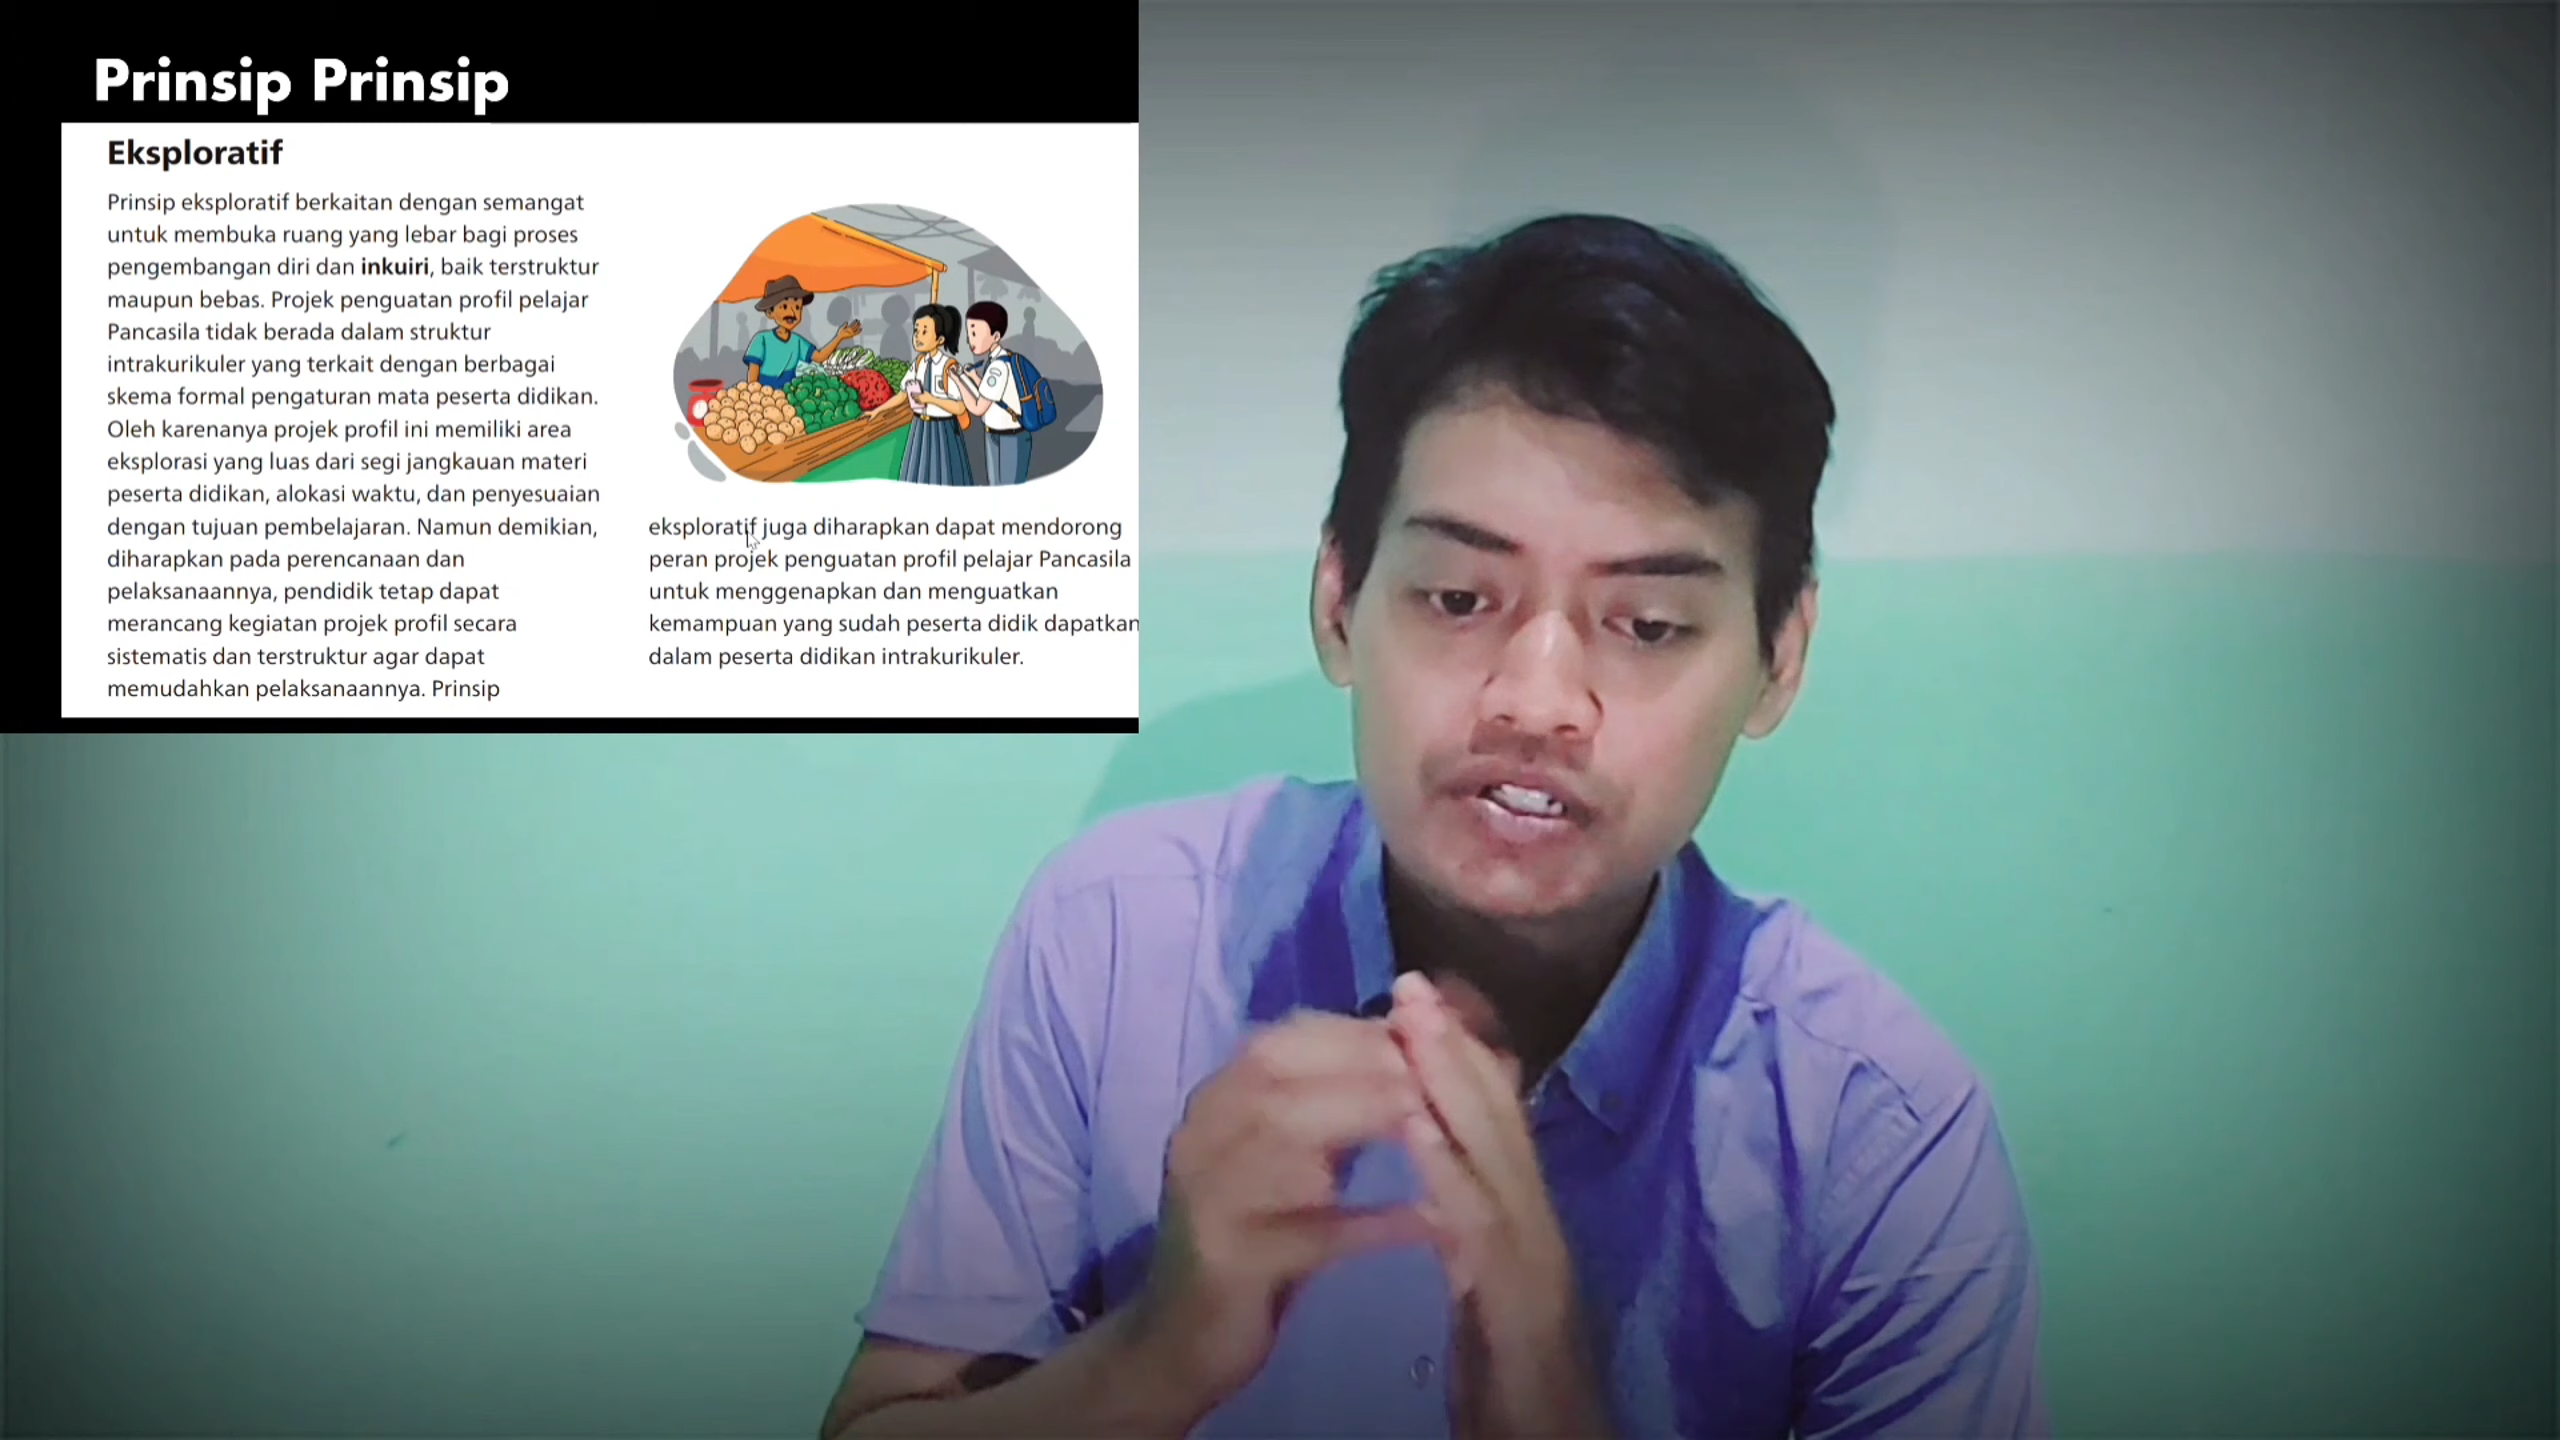 Prinsip Prinsip
Eksploratif
Prinsip eksploratif berkaitan dengan semangat
untuk membuka ruang yang lebar bagi proses
pengembangan diri dan inkuiri, baik terstruktur
maupun bebas. Projek penguatan profil pelajar
Pancasila tidak berada dalam struktur
intrakurikuler yang terkait dengan berbagai
skema formal pengaturan mata peserta didikan.
Oleh karenanya projek profil ini memiliki area
eksplorasi yang luas dari segi jangkauan materi
peserta didikan, alokasi waktu, dan penyesuaian
dengan tujuan pembelajaran. Namun demikian,
diharapkan pada perencanaan dan
pelaksanaannya, pendidik tetap dapat
merancang kegiatan projek profil secara
sistematis dan terstruktur agar dapat
memudahkan pelaksanaannya. Prinsip
eksploratif juga diharapkan dapat mendorong
peran projek penguatan profil pelajar Pancasila
untuk menggenapkan dan menguatkan
kemampuan yang sudah peserta didik dapatkan
dalam peserta didikan intrakurikuler.